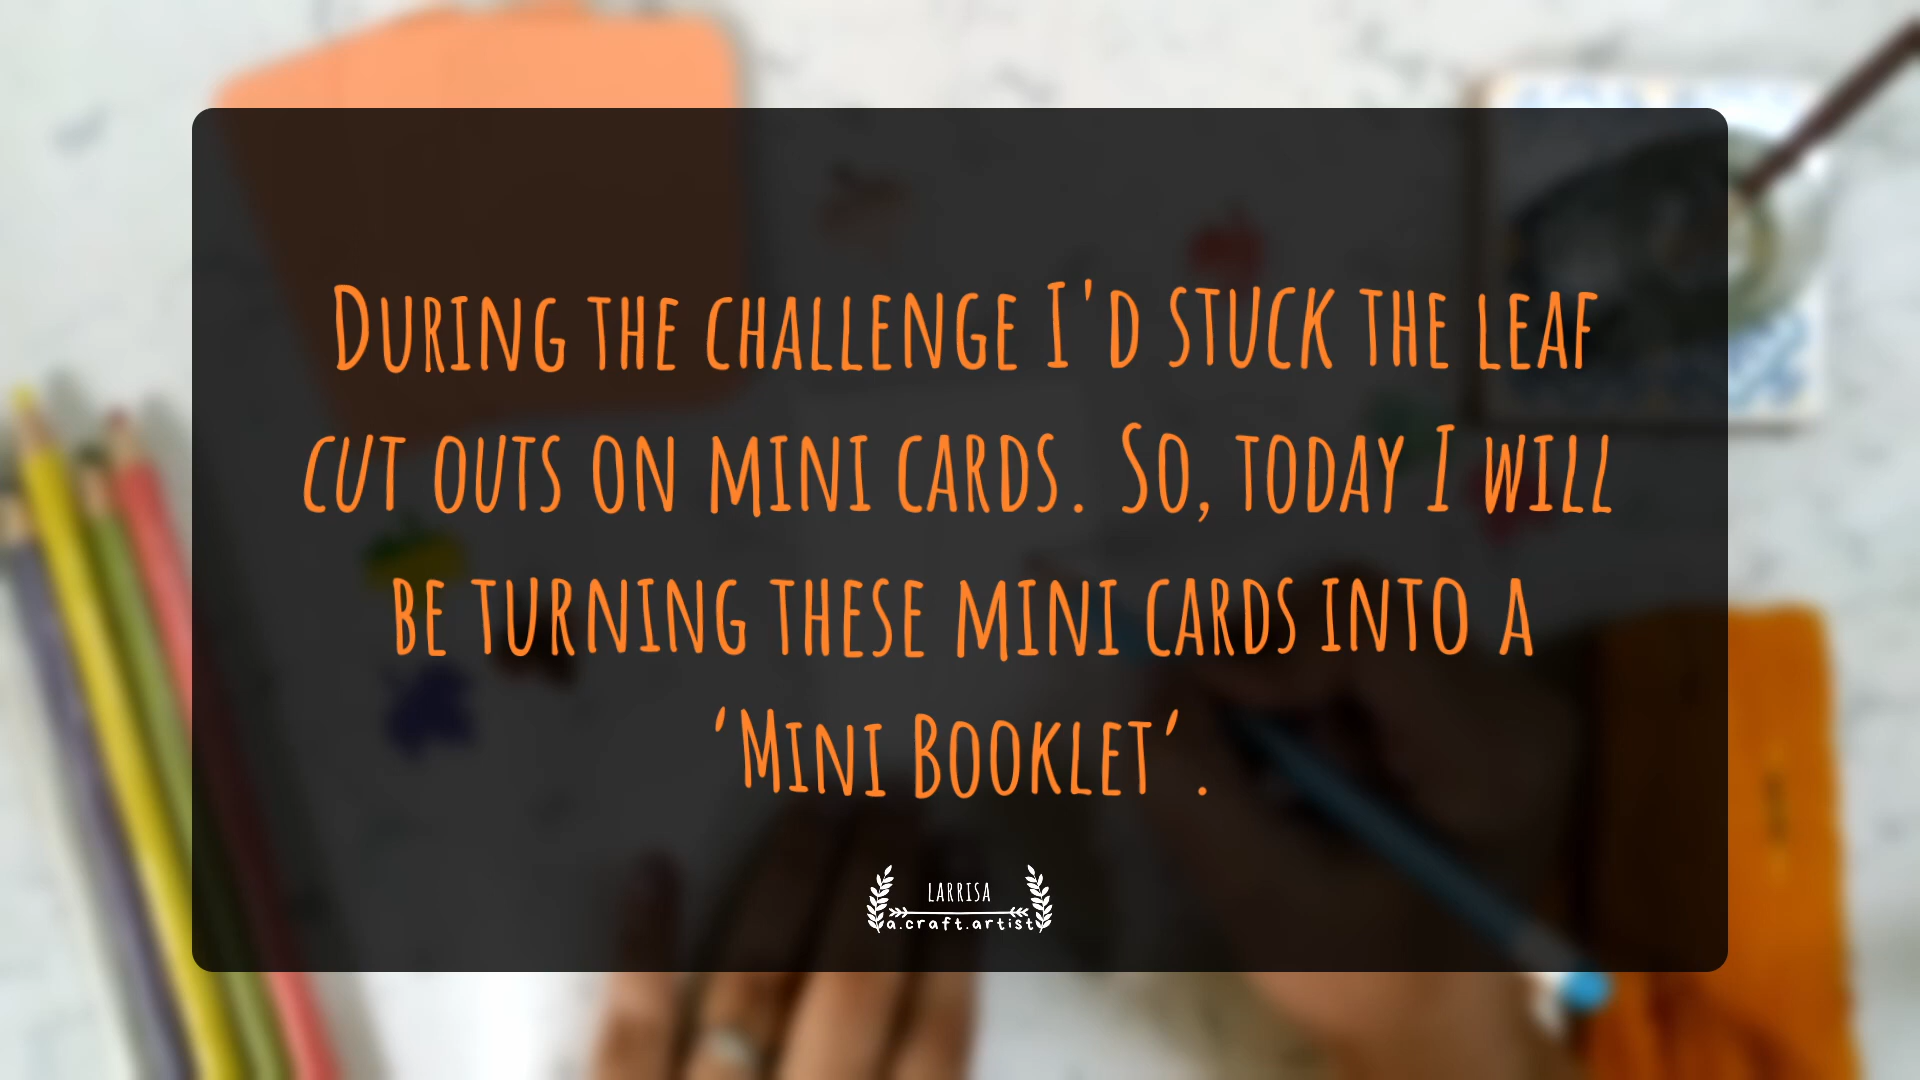 During the challenge I'd stuck the leaf
cut outs on mini cards. So, today I will
be turning these mini cards into a
‘Mini Booklet’.
LARRISA
a.craft.artist